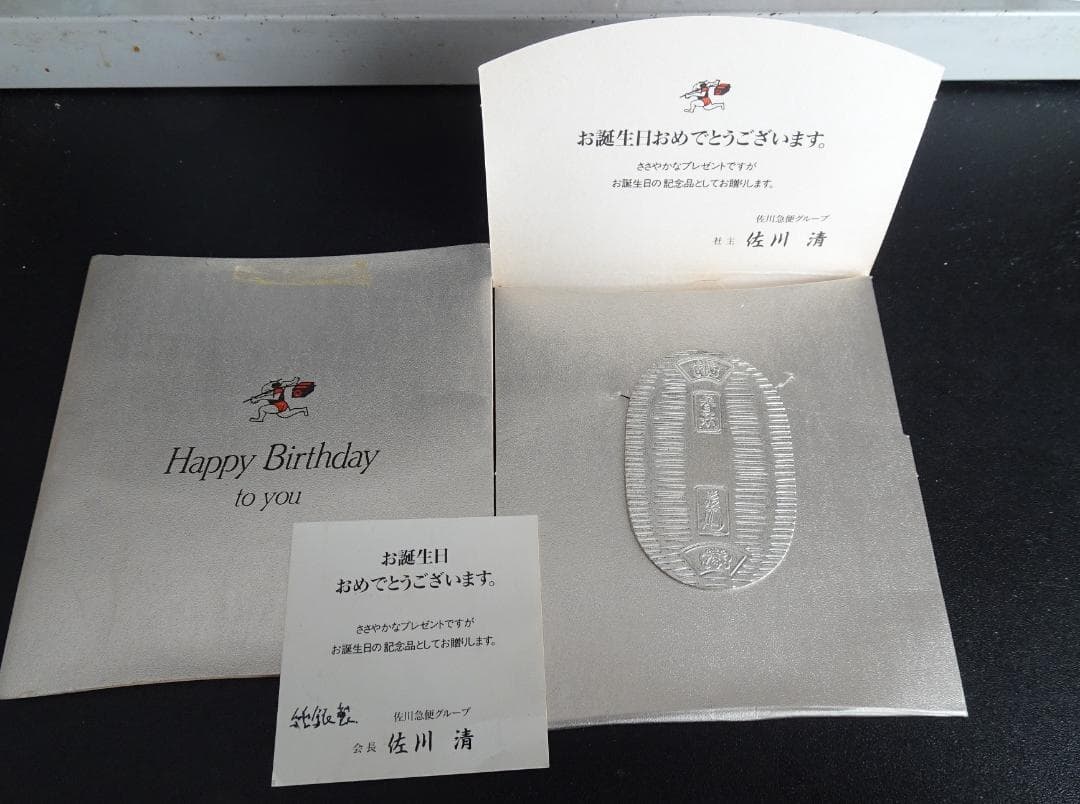 お誕生日おめでとうございます。
ささやかなプレゼントですが
お誕生日の記念品としてお贈りします。
佐川急便グループ
社主 佐川 清
Happy Birthday
to you
お誕生日
おめでとうございます。
ささやかなプレゼントですが
お誕生日の記念品としてお贈りします。
純銀製
佐川急便グループ
会長 佐川 清